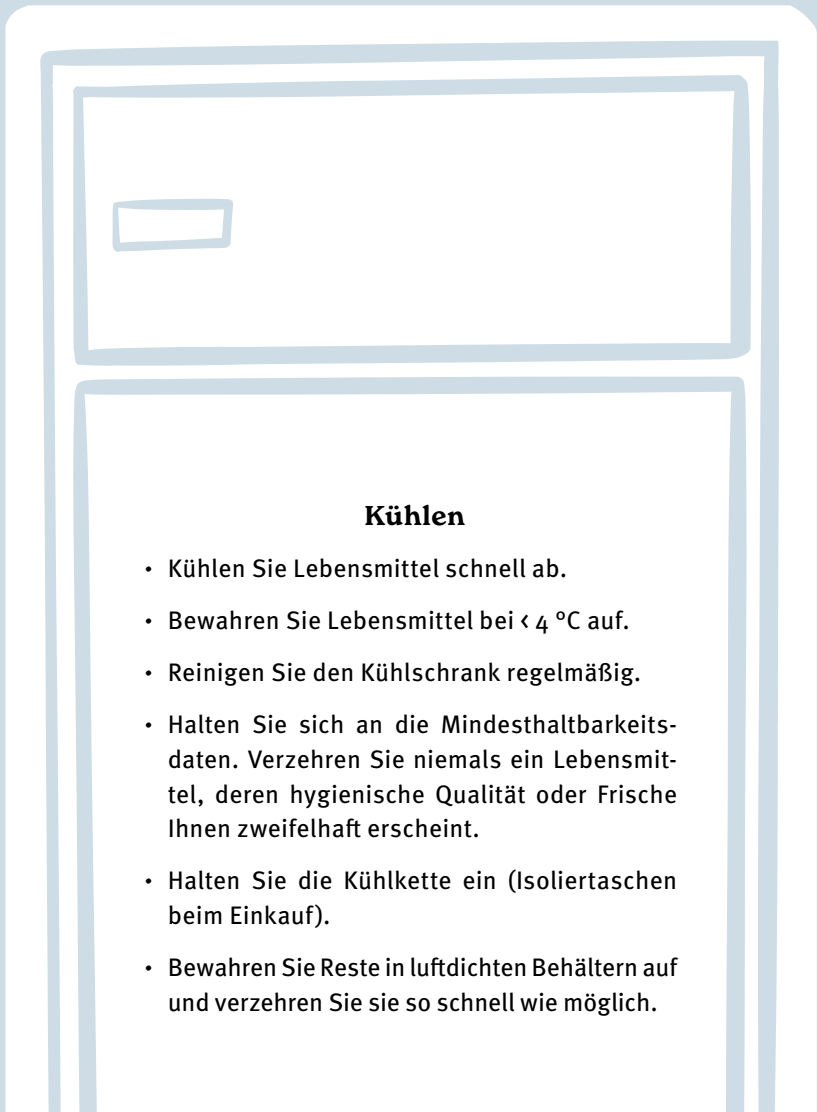 Kühlen
• Kühlen Sie Lebensmittel schnell ab.
• Bewahren Sie Lebensmittel bei < 4 °C auf.
• Reinigen Sie den Kühlschrank regelmäßig.
• Halten Sie sich an die Mindesthaltbarkeits-
daten. Verzehren Sie niemals ein Lebensmit-
tel, deren hygienische Qualität oder Frische
Ihnen zweifelhaft erscheint.
• Halten Sie die Kühlkette ein (Isoliertaschen
beim Einkauf).
• Bewahren Sie Reste in luftdichten Behältern auf
und verzehren Sie sie so schnell wie möglich.